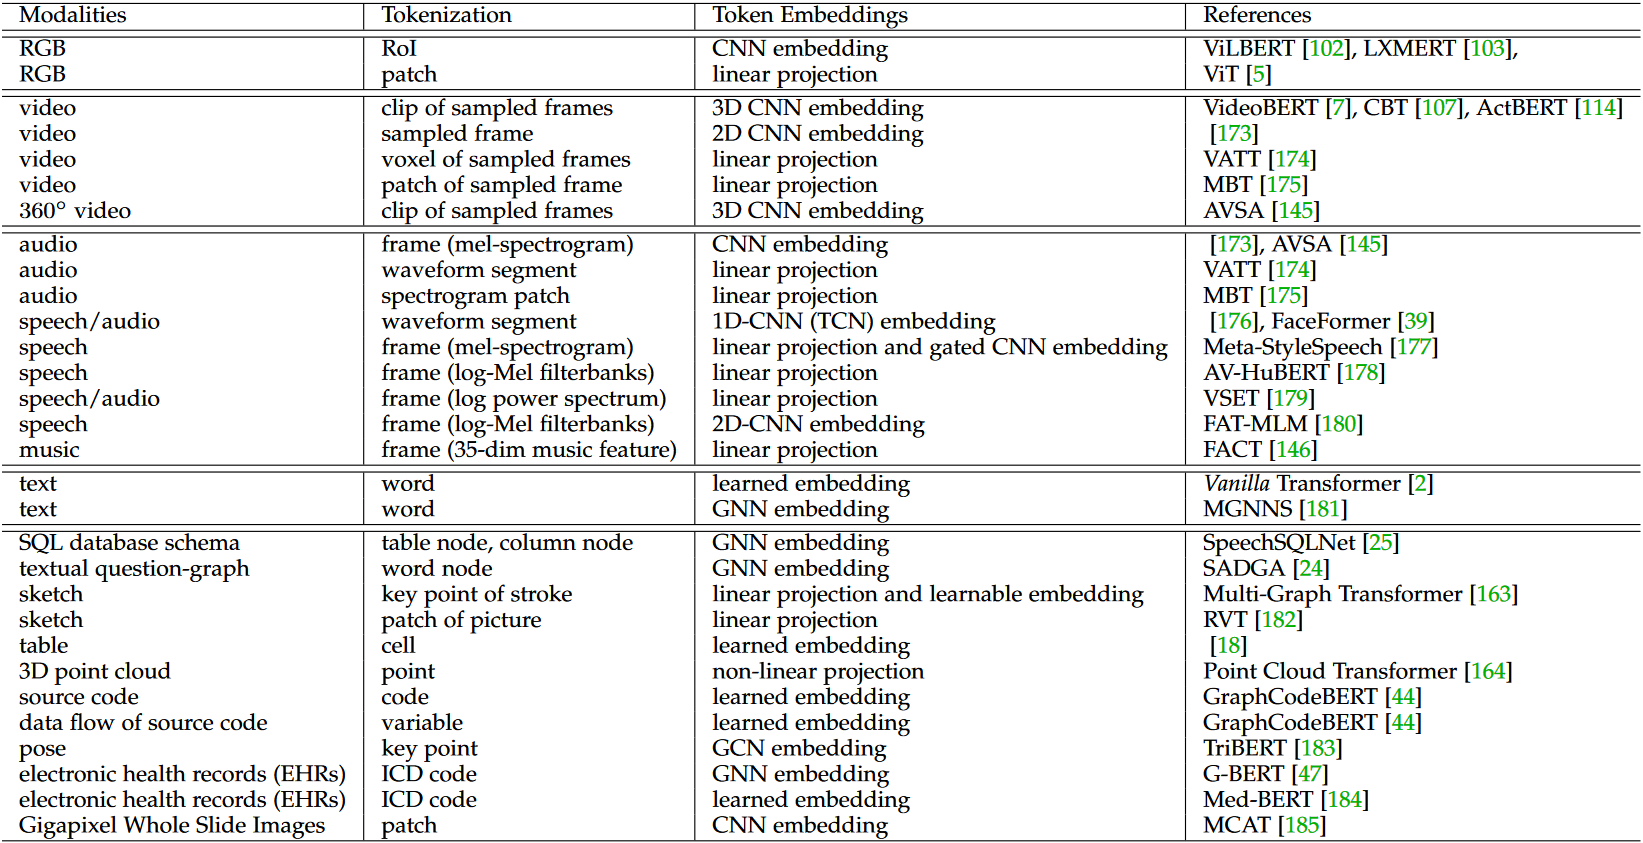 Modalities Tokenization Token Embeddings References
RGB RoI CNN embedding ViLBERT [102], LXMERT [103],
RGB patch linear projection ViT [5]
video clip of sampled frames 3D CNN embedding VideoBERT [7], CBT [107], ActBERT [114]
video sampled frame 2D CNN embedding [173]
video voxel of sampled frames linear projection VATT [174]
video patch of sampled frame linear projection MBT [175]
360° video clip of sampled frames 3D CNN embedding AVSA [145]
audio frame (mel-spectrogram) CNN embedding [173], AVSA [145]
audio waveform segment linear projection VATT [174]
audio spectrogram patch linear projection MBT [175]
speech/audio waveform segment 1D-CNN (TCN) embedding [176], FaceFormer [39]
speech frame (mel-spectrogram) linear projection and gated CNN embedding Meta-StyleSpeech [177]
speech frame (log-Mel filterbanks) linear projection AV-HuBERT [178]
speech/audio frame (log power spectrum) linear projection VSET [179]
speech frame (log-Mel filterbanks) 2D-CNN embedding FAT-MLM [180]
music frame (35-dim music feature) linear projection FACT [146]
text word learned embedding Vanilla Transformer [2]
text word GNN embedding MGNNS [181]
SQL database schema table node, column node GNN embedding SpeechSQLNet [25]
textual question-graph word node GNN embedding SADGA [24]
sketch key point of stroke linear projection and learnable embedding Multi-Graph Transformer [163]
sketch patch of picture linear projection RVT [182]
table cell learned embedding [18]
3D point cloud point non-linear projection Point Cloud Transformer [164]
source code code learned embedding GraphCodeBERT [44]
data flow of source code variable learned embedding GraphCodeBERT [44]
pose key point GCN embedding TriBERT [183]
electronic health records (EHRs) ICD code GNN embedding G-BERT [47]
electronic health records (EHRs) ICD code learned embedding Med-BERT [184]
Gigapixel Whole Slide Images patch CNN embedding MCAT [185]